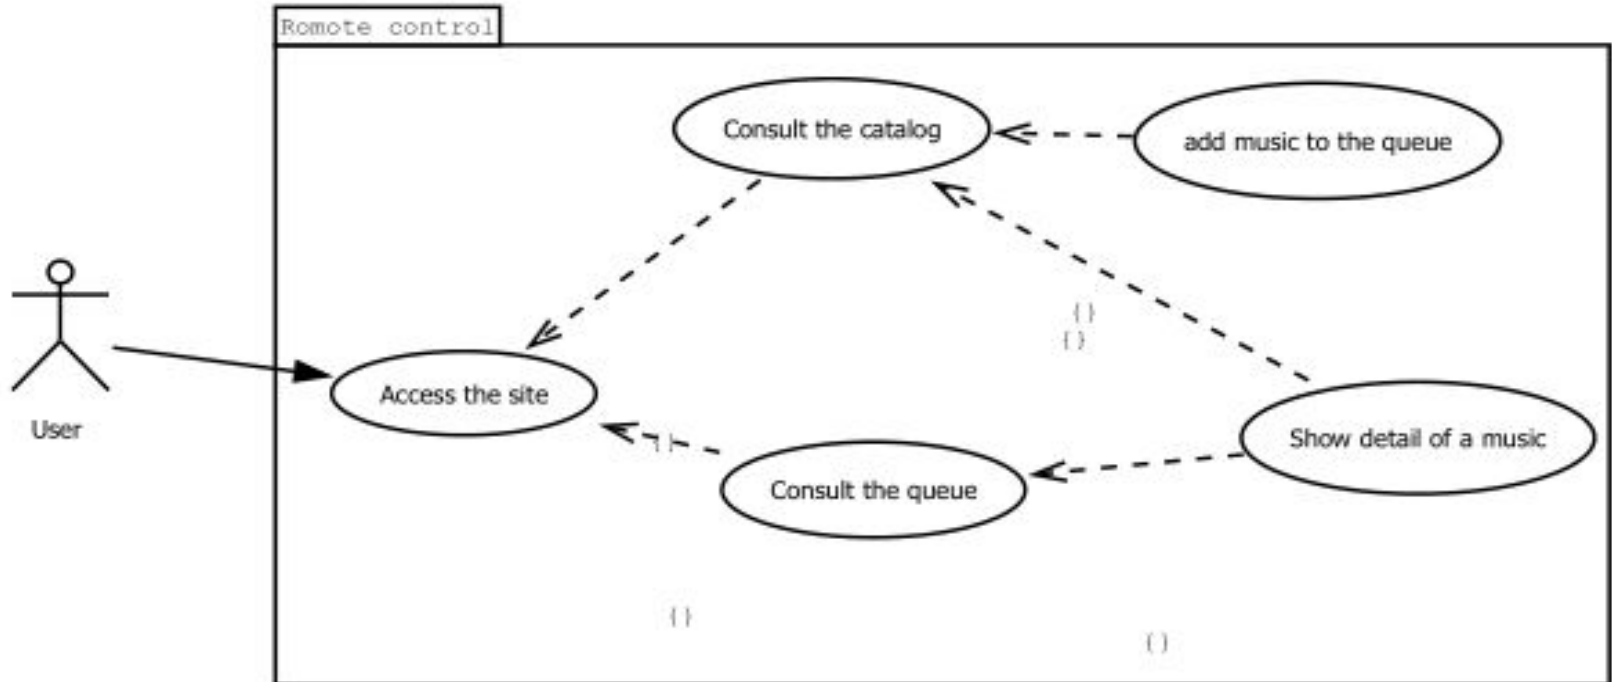 Romote control
Consult the catalog
add music to the queue
{}
{}
Access the site
User
{}
Show detail of a music
Consult the queue
{}
{}